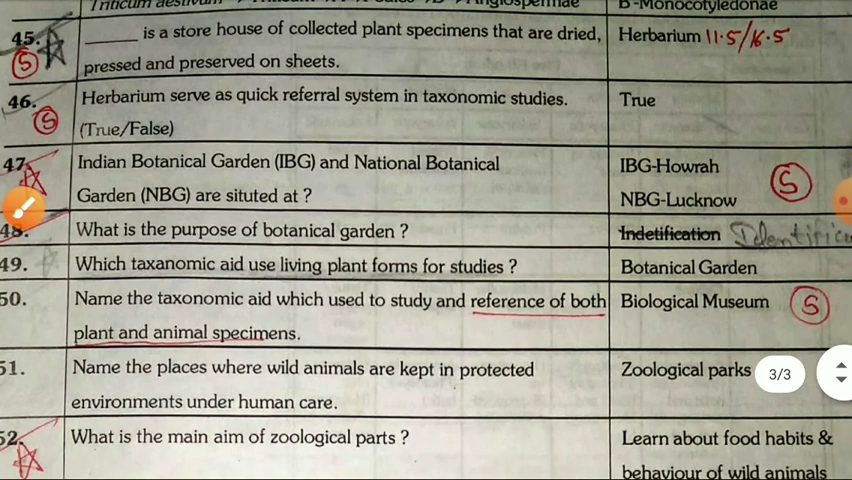 Triticum aestivum
Angiospermae
B -Monocotyledonae
45.
_____ is a store house of collected plant specimens that are dried,
pressed and preserved on sheets.
Herbarium 11.5/16.5
S
46.
Herbarium serve as quick referral system in taxonomic studies.
(True/False)
True
S
47.
Indian Botanical Garden (IBG) and National Botanical
Garden (NBG) are situted at ?
IBG-Howrah
NBG-Lucknow
S
48.
What is the purpose of botanical garden ?
Indetification
49.
Which taxanomic aid use living plant forms for studies ?
Botanical Garden
50.
Name the taxonomic aid which used to study and reference of both
plant and animal specimens.
Biological Museum
S
51.
Name the places where wild animals are kept in protected
environments under human care.
Zoological parks
3/3
52.
What is the main aim of zoological parts ?
Learn about food habits &
behaviour of wild animals